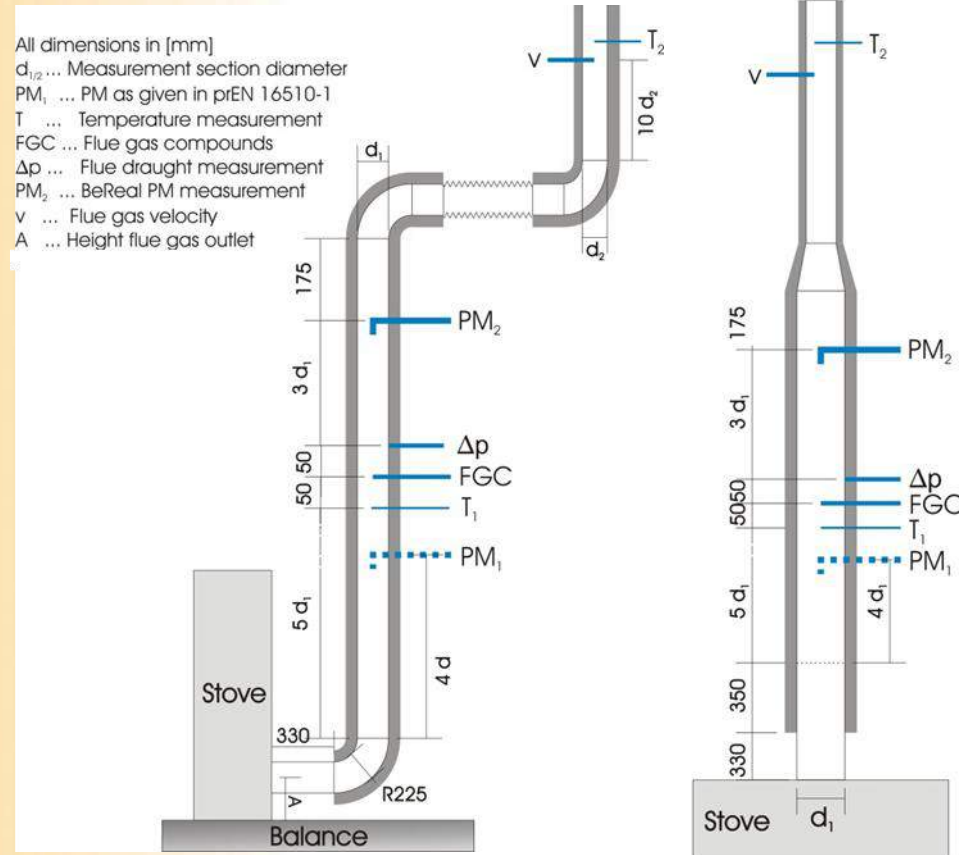 All dimensions in [mm]
d₁/₂ ... Measurement section diameter
PM₁ ... PM as given in prEN 16510-1
T ... Temperature measurement
FGC ... Flue gas compounds
Δp ... Flue draught measurement
PM₂ ... BeReal PM measurement
v ... Flue gas velocity
A ... Height flue gas outlet
v
T₂
10 d₂
d₁
d₂
175
PM₂
3 d₁
Δp
50
FGC
50
T₁
PM₁
5 d₁
4 d
Stove
330
A
R225
Balance
T₂
v
175
PM₂
3 d₁
Δp
50
FGC
50
T₁
PM₁
5 d₁
4 d₁
350
330
Stove
d₁